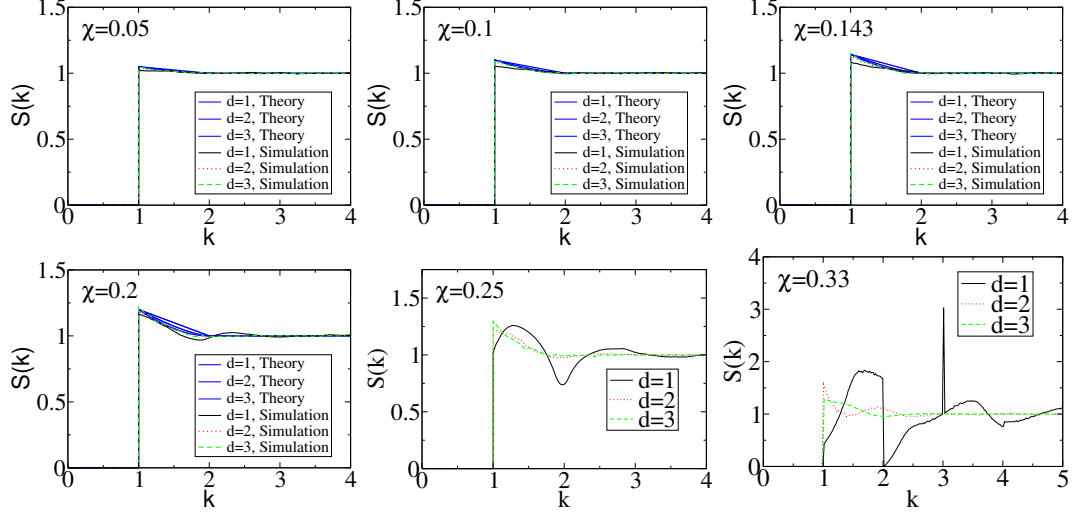 χ=0.05
S(k)
1.5
1
0.5
0
d=1, Theory
d=2, Theory
d=3, Theory
d=1, Simulation
d=2, Simulation
d=3, Simulation
0 1 2 3 4
k
χ=0.1
S(k)
1.5
1
0.5
0
d=1, Theory
d=2, Theory
d=3, Theory
d=1, Simulation
d=2, Simulation
d=3, Simulation
0 1 2 3 4
k
χ=0.143
S(k)
1.5
1
0.5
0
d=1, Theory
d=2, Theory
d=3, Theory
d=1, Simulation
d=2, Simulation
d=3, Simulation
0 1 2 3 4
k
χ=0.2
S(k)
1.5
1
0.5
0
d=1, Theory
d=2, Theory
d=3, Theory
d=1, Simulation
d=2, Simulation
d=3, Simulation
0 1 2 3 4
k
χ=0.25
S(k)
1.5
1
0.5
0
d=1
d=2
d=3
0 1 2 3 4
k
χ=0.33
S(k)
4
3
2
1
0
d=1
d=2
d=3
0 1 2 3 4 5
k